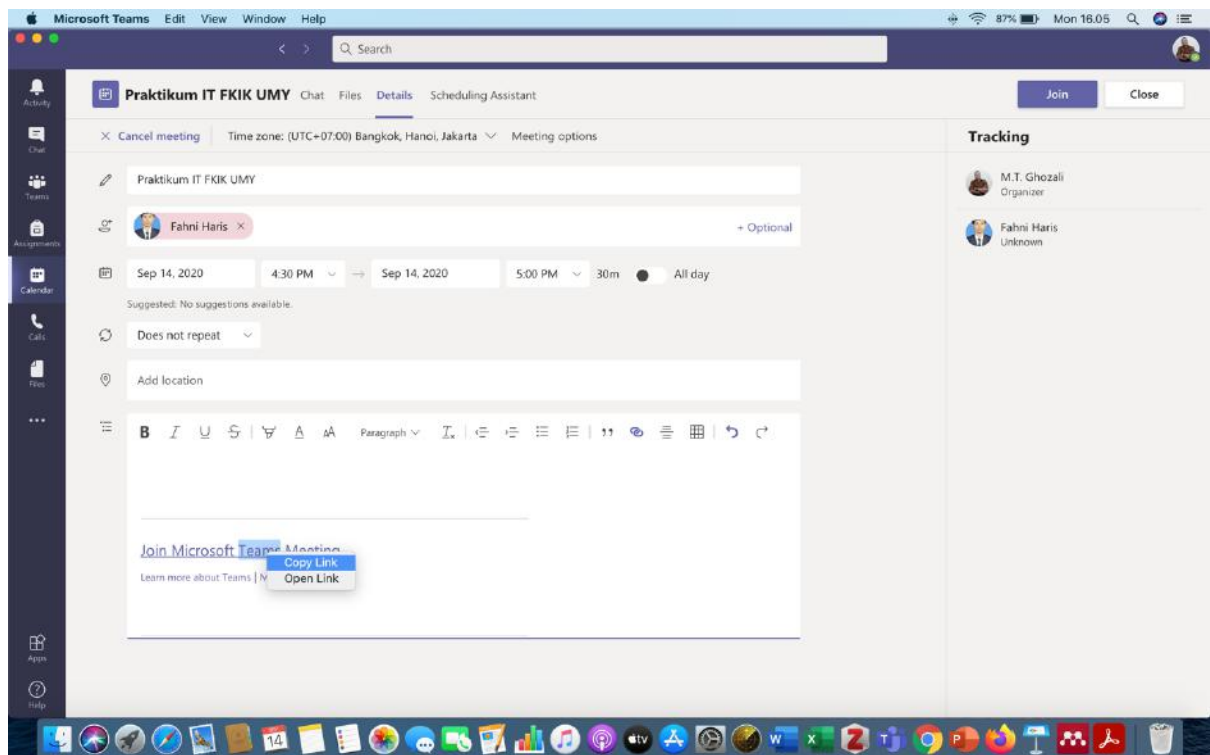 Microsoft Teams Edit View Window Help 87% Mon 16.05
Search
Activity
Chat
Teams
Assignments
Calendar
Calls
Files
Apps
Help
Praktikum IT FKIK UMY Chat Files Details Scheduling Assistant Join Close
Cancel meeting Time zone: (UTC+07:00) Bangkok, Hanoi, Jakarta Meeting options
Praktikum IT FKIK UMY
Fahni Haris × + Optional
Sep 14, 2020 4:30 PM → Sep 14, 2020 5:00 PM 30m All day
Suggested: No suggestions available.
Does not repeat
Add location
B I U S A AA Paragraph
Join Microsoft Teams Meeting
Learn more about Teams |
Copy Link
Open Link
Tracking
M.T. Ghozali
Organizer
Fahni Haris
Unknown
14
tv
W
X
Z
P